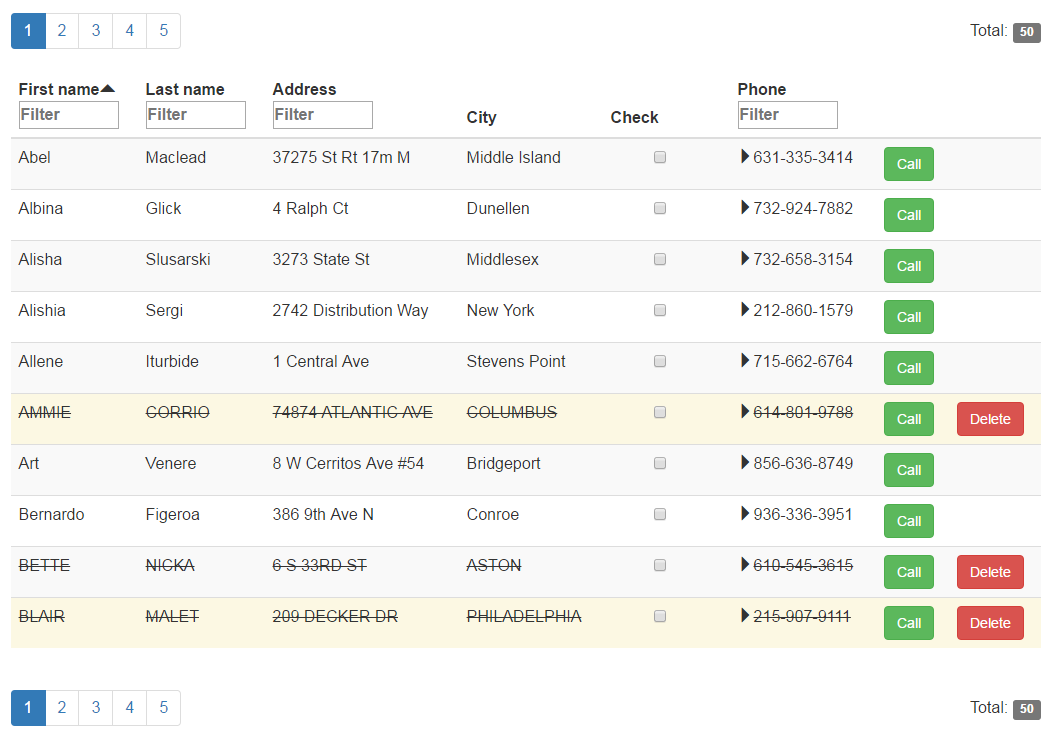 1 2 3 4 5 Total: 50
First name Last name Address Phone
Filter Filter Filter City Check Filter
Abel Maclead 37275 St Rt 17m M Middle Island 631-335-3414 Call
Albina Glick 4 Ralph Ct Dunellen 732-924-7882 Call
Alisha Slusarski 3273 State St Middlesex 732-658-3154 Call
Alishia Sergi 2742 Distribution Way New York 212-860-1579 Call
Allene Iturbide 1 Central Ave Stevens Point 715-662-6764 Call
AMMIE CORRIO 74874 ATLANTIC AVE COLUMBUS 614-801-9788 Call Delete
Art Venere 8 W Cerritos Ave #54 Bridgeport 856-636-8749 Call
Bernardo Figeroa 386 9th Ave N Conroe 936-336-3951 Call
BETTE NICKA 6 S 33RD ST ASTON 610-545-3615 Call Delete
BLAIR MALET 209 DECKER DR PHILADELPHIA 215-907-9111 Call Delete
1 2 3 4 5 Total: 50